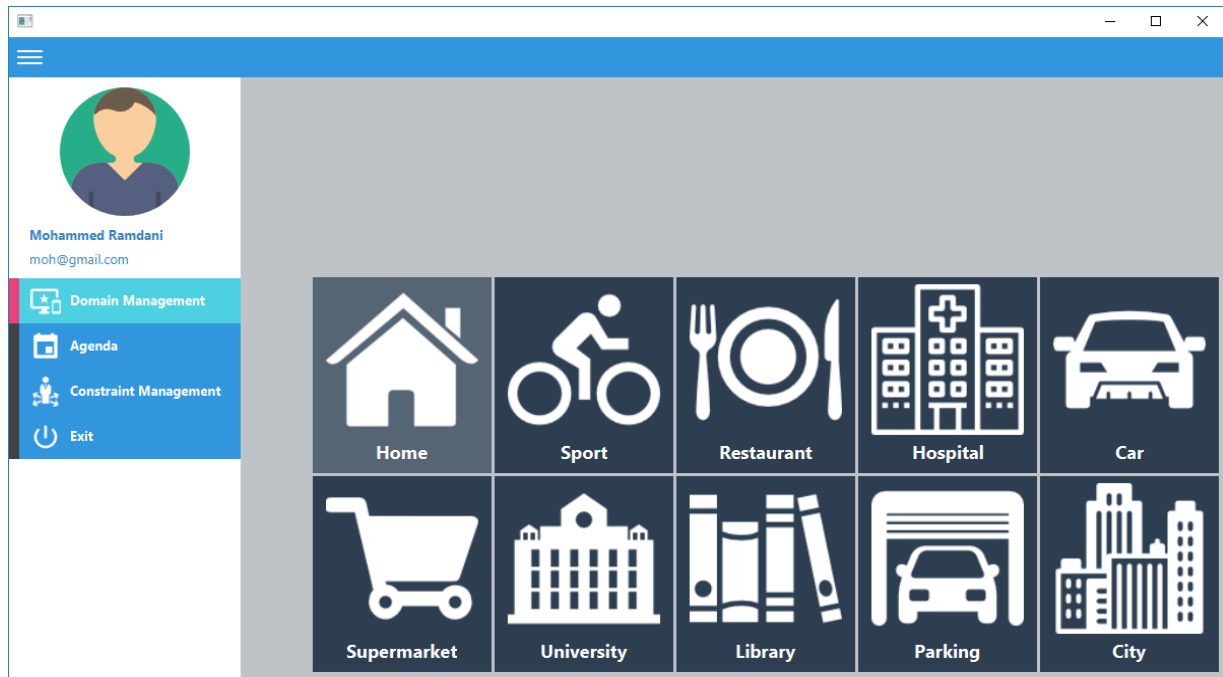 Mohammed Ramdani
moh@gmail.com
Domain Management
Agenda
Constraint Management
Exit
Home
Sport
Restaurant
Hospital
Car
Supermarket
University
Library
Parking
City